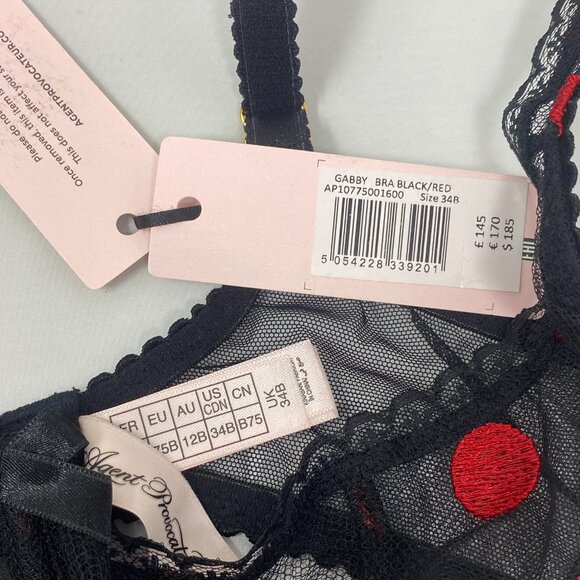 AGENTPROVOCATEUR.CO
Once removed, this item
This does not affect your s
Please do no
GABBY BRA BLACK/RED
AP10775001600 Size 34B
5 054228 339201
£ 145
€ 170
$ 185
FR EU AU US CDN CN UK
75B 12B 34B B75 34B
Agent Provocat